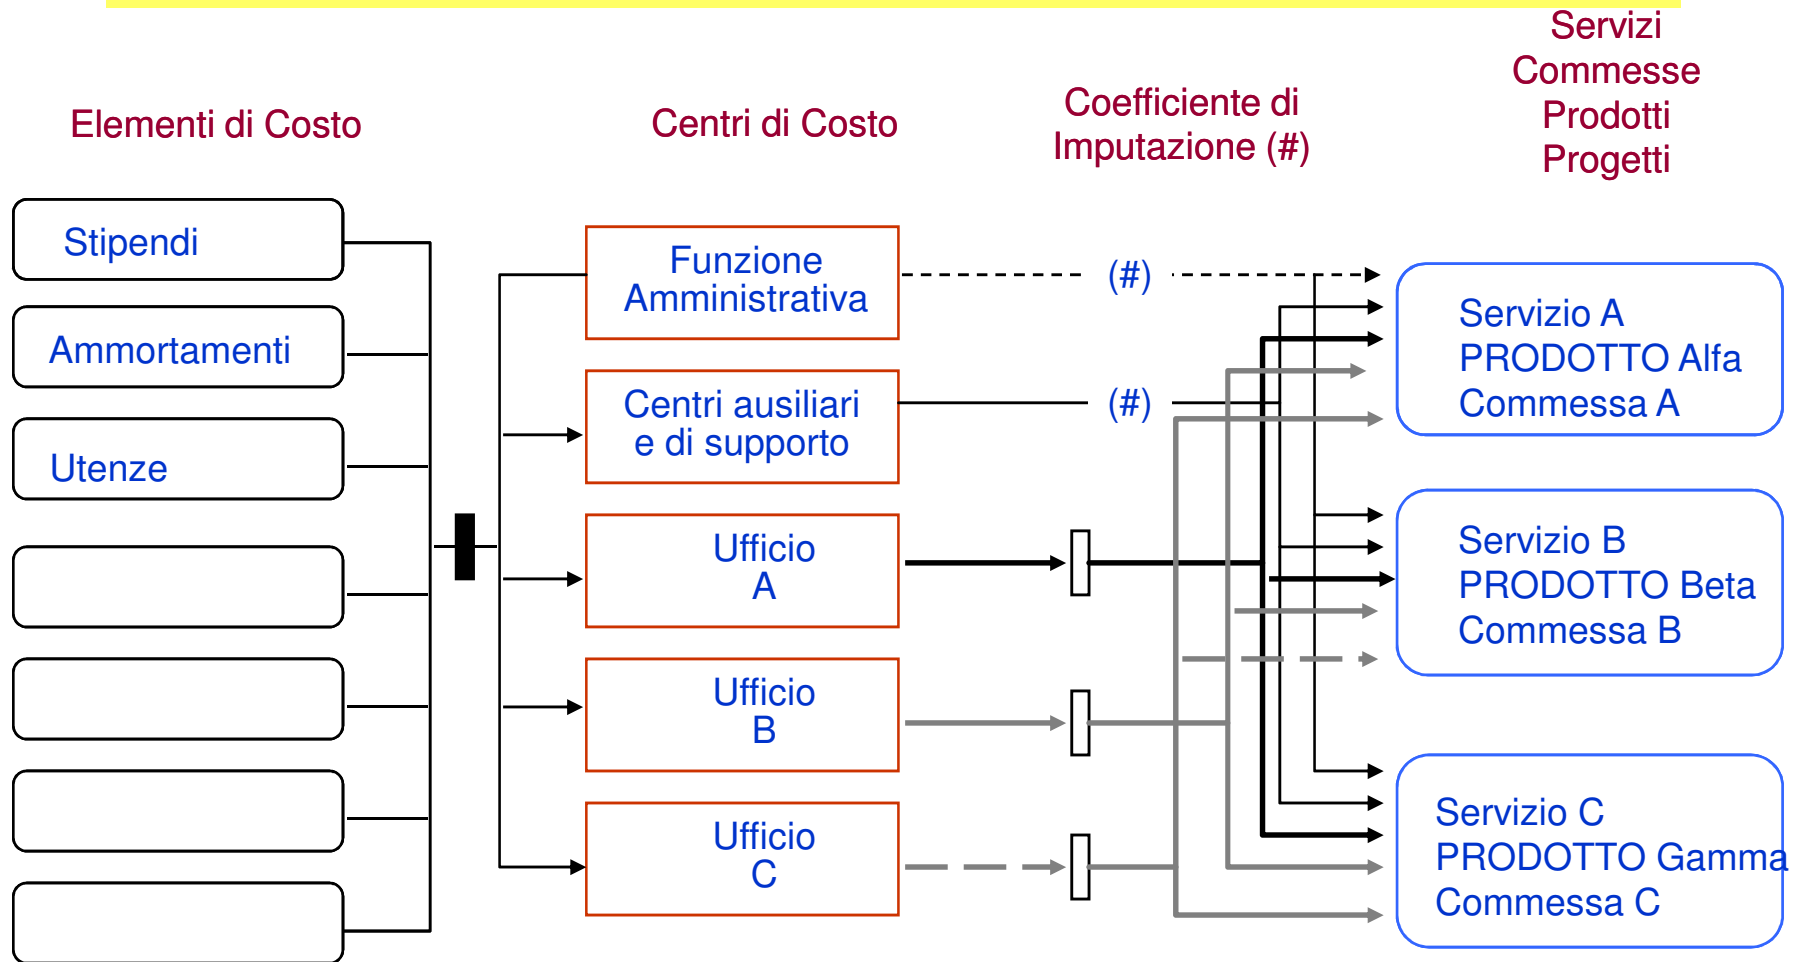 Servizi
Commesse
Prodotti
Progetti
Coefficiente di
Imputazione (#)
Centri di Costo
Elementi di Costo
Stipendi
Ammortamenti
Utenze
Funzione
Amministrativa
Centri ausiliari
e di supporto
Ufficio
A
Ufficio
B
Ufficio
C
(#)
(#)
Servizio A
PRODOTTO Alfa
Commessa A
Servizio B
PRODOTTO Beta
Commessa B
Servizio C
PRODOTTO Gamma
Commessa C